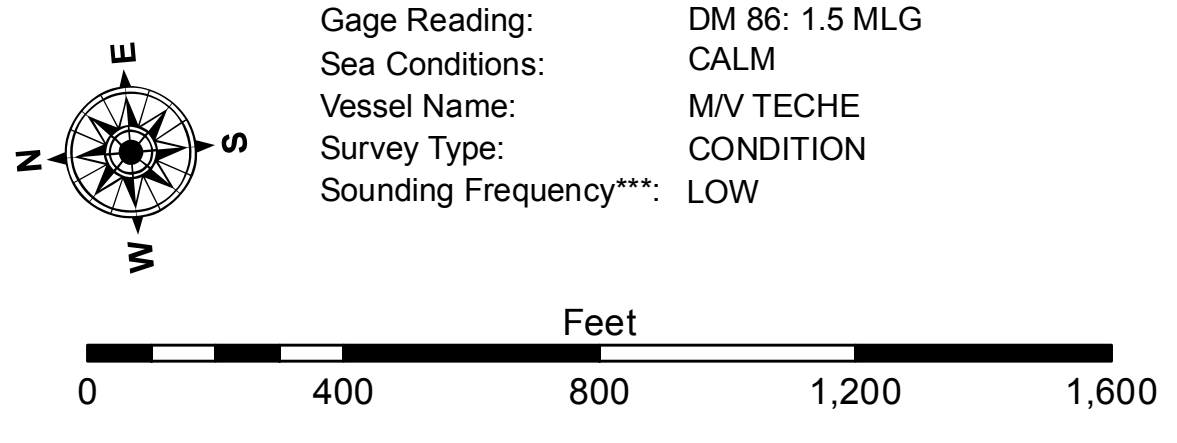 Gage Reading: DM 86: 1.5 MLG
Sea Conditions: CALM
Vessel Name: M/V TECHE
Survey Type: CONDITION
Sounding Frequency***: LOW
E
N
S
W
Feet
0 400 800 1,200 1,600